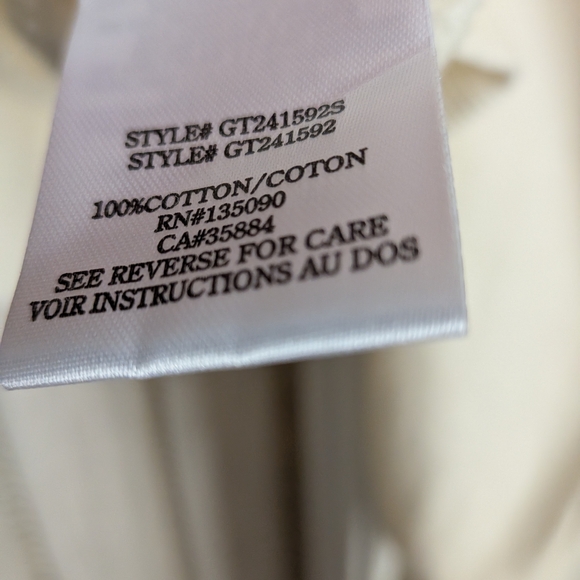 STYLE# GT241592S
STYLE# GT241592
100%COTTON/COTON
RN#135090
CA#35884
SEE REVERSE FOR CARE
VOIR INSTRUCTIONS AU DOS